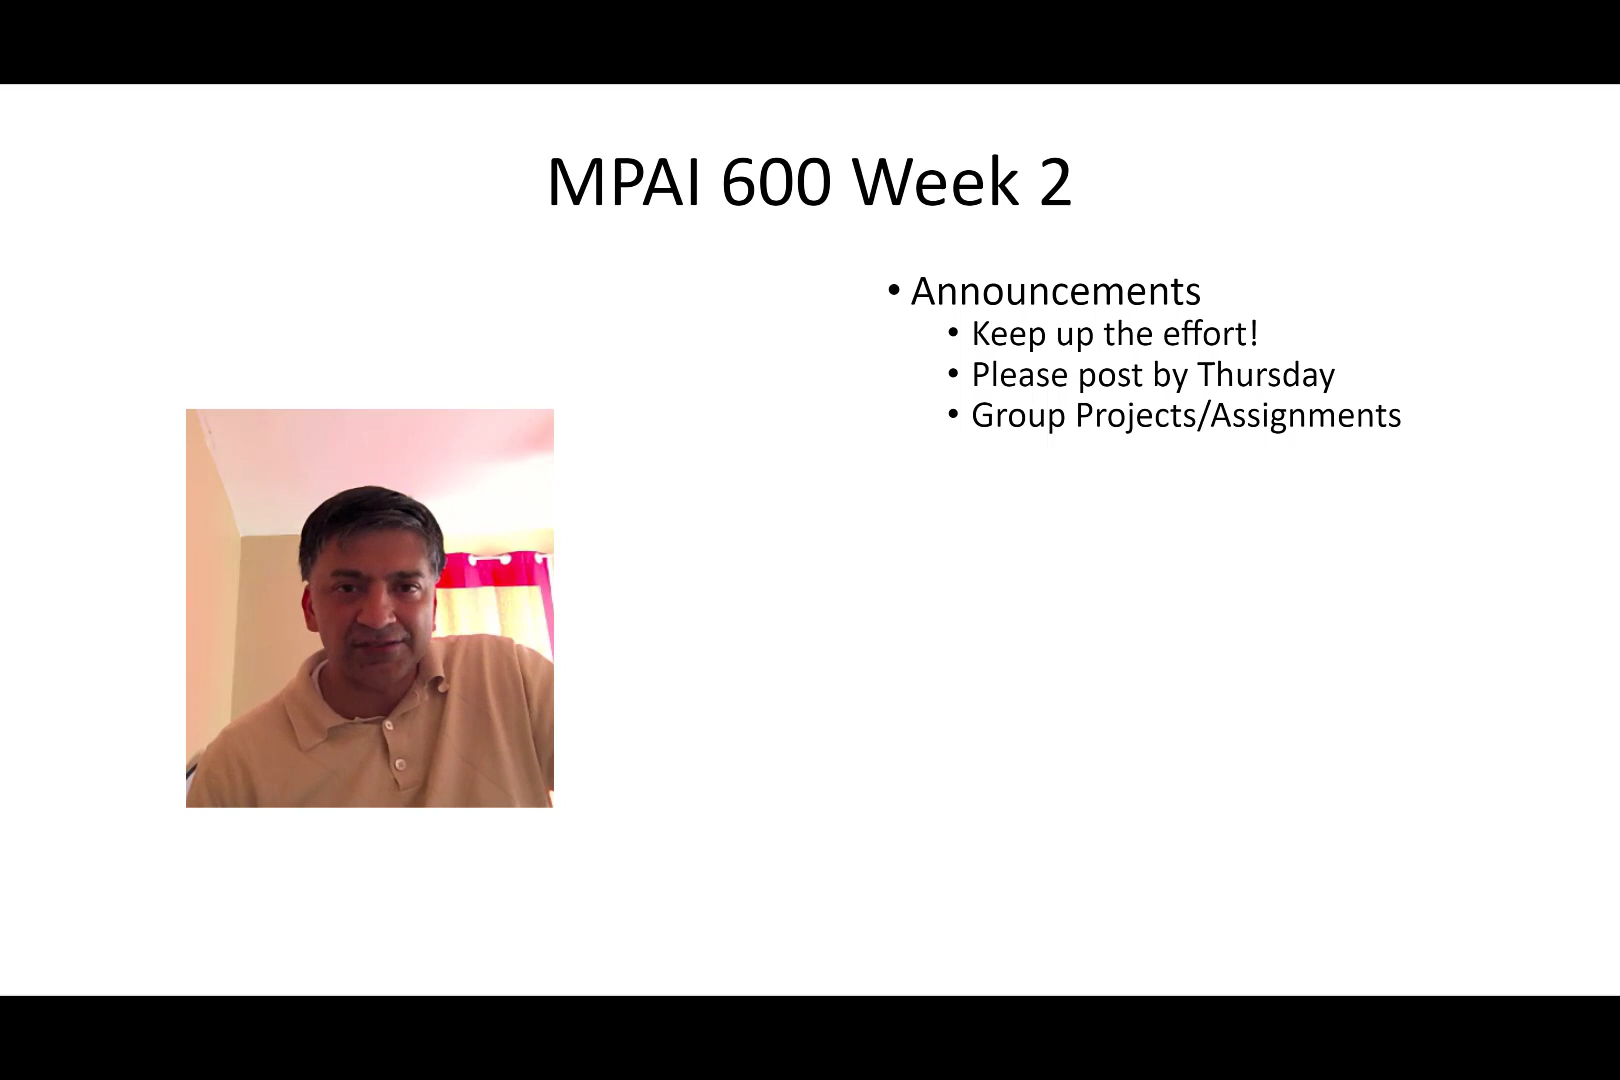 MPAI 600 Week 2
• Announcements
• Keep up the effort!
• Please post by Thursday
• Group Projects/Assignments